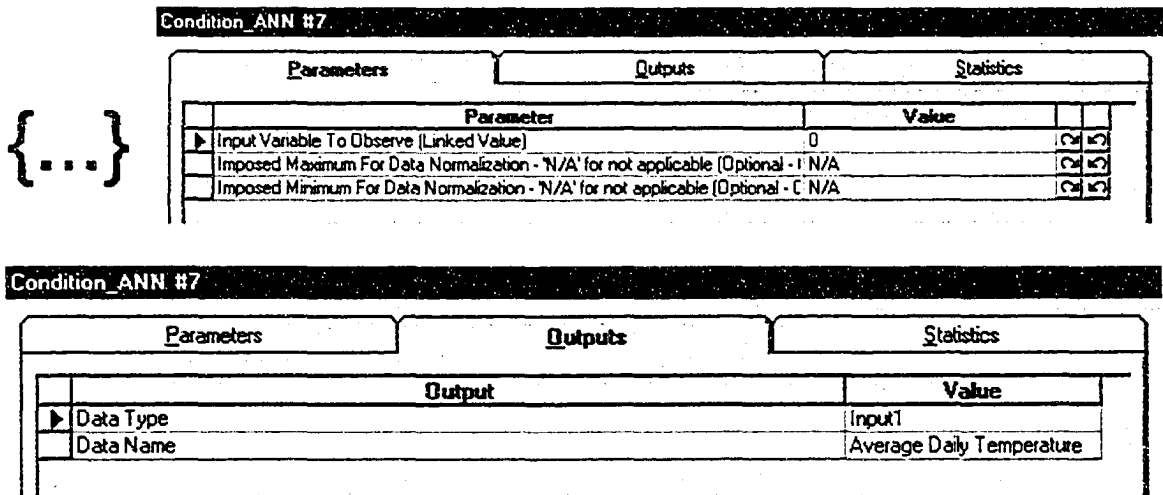 Condition_ANN #7
Parameters Outputs Statistics
{...}
Parameter Value
Input Variable To Observe (Linked Value) 0
Imposed Maximum For Data Normalization - 'N/A' for not applicable (Optional - N/A
Imposed Minimum For Data Normalization - 'N/A' for not applicable (Optional - N/A
Condition_ANN #7
Parameters Outputs Statistics
Output Value
Data Type Input1
Data Name Average Daily Temperature